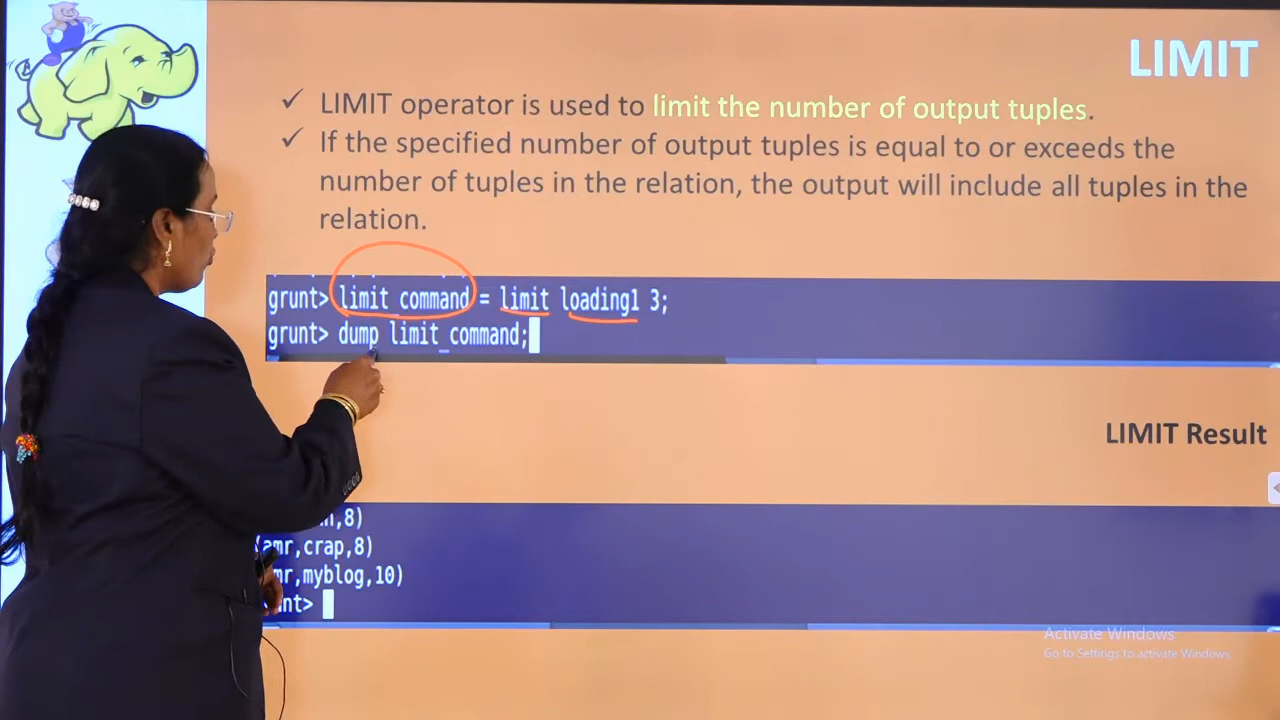 LIMIT
✓ LIMIT operator is used to limit the number of output tuples.
✓ If the specified number of output tuples is equal to or exceeds the
number of tuples in the relation, the output will include all tuples in the
relation.
grunt> limit_command = limit loading1 3;
grunt> dump limit_command;
LIMIT Result
,8)
(amr,crap,8)
mr,myblog,10)
nt>
Activate Windows
Go to Settings to activate Windows.